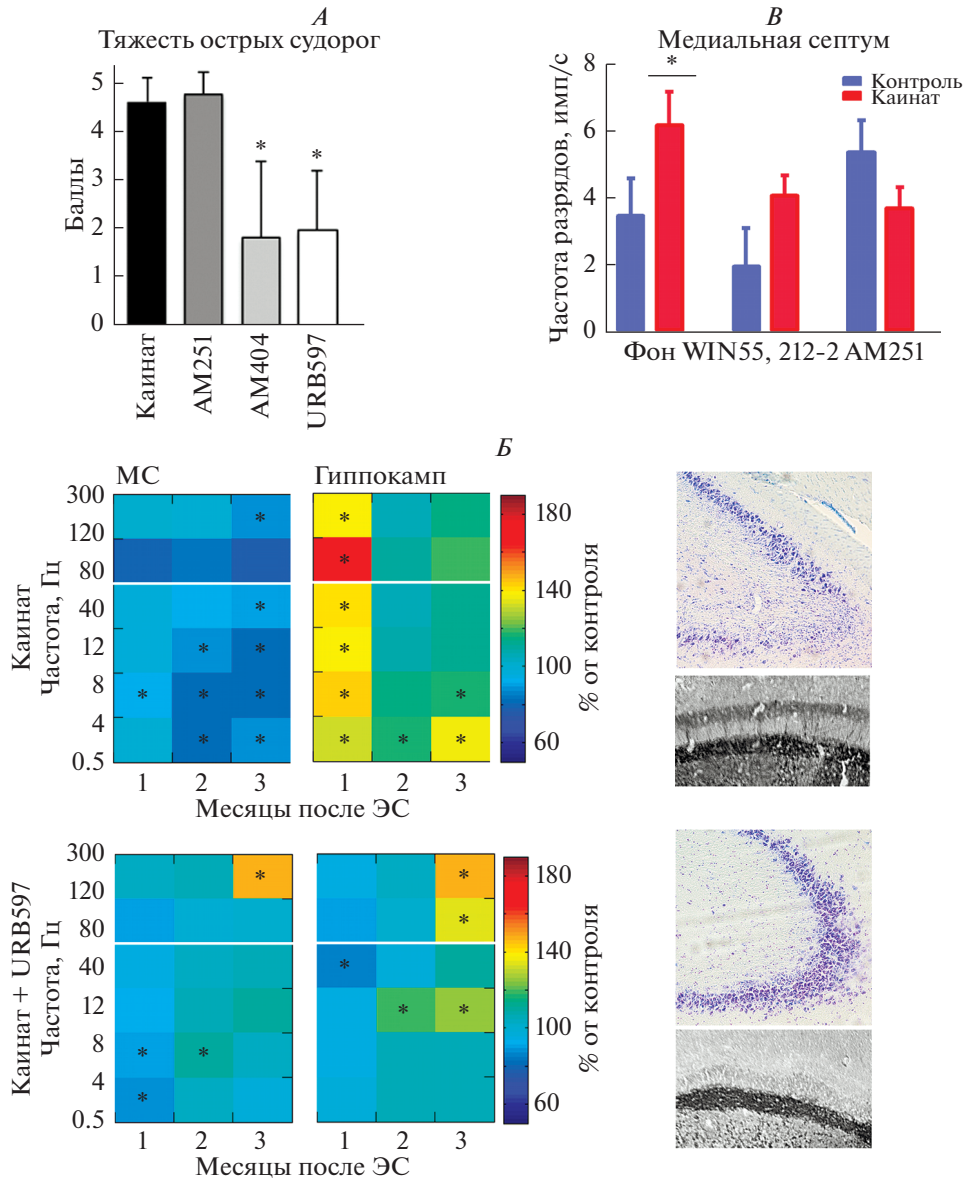 А
Тяжесть острых судорог
Баллы
5
4
3
2
1
0
*
*
Каинат
AM251
AM404
URB597
В
Медиальная септум
Частота разрядов, имп/с
8
6
4
2
0
*
Контроль
Каинат
Фон WIN55, 212-2 AM251
Б
МС
Гиппокамп
Каинат
Частота, Гц
300
120
80
40
12
8
4
0.5
* *
* *
* * *
* * * *
* * * * *
* * * * *
1 2 3
1 2 3
Месяцы после ЭС
180
140
100
60
% от контроля
Каинат + URB597
Частота, Гц
300
120
80
40
12
8
4
0.5
* *
*
*
* *
* *
*
1 2 3
1 2 3
Месяцы после ЭС
180
140
100
60
% от контроля